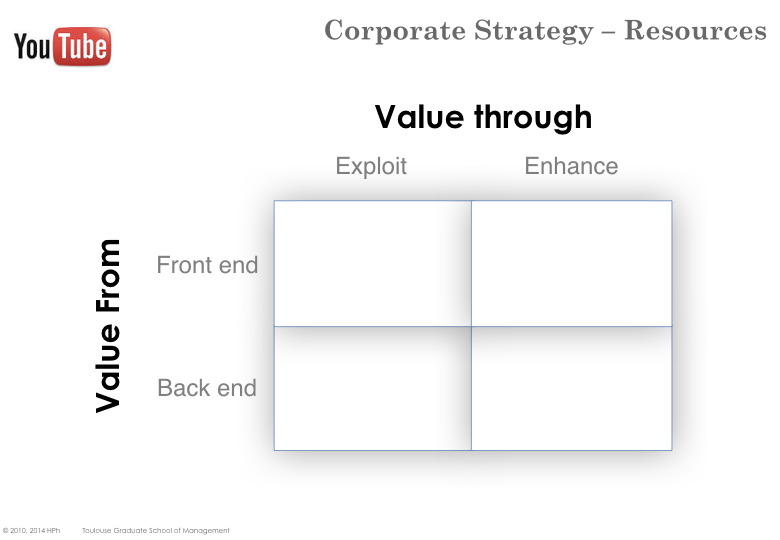 YouTube
Corporate Strategy – Resources
Value through
Exploit Enhance
Value From
Front end
Back end
© 2010, 2014 HPh Toulouse Graduate School of Management